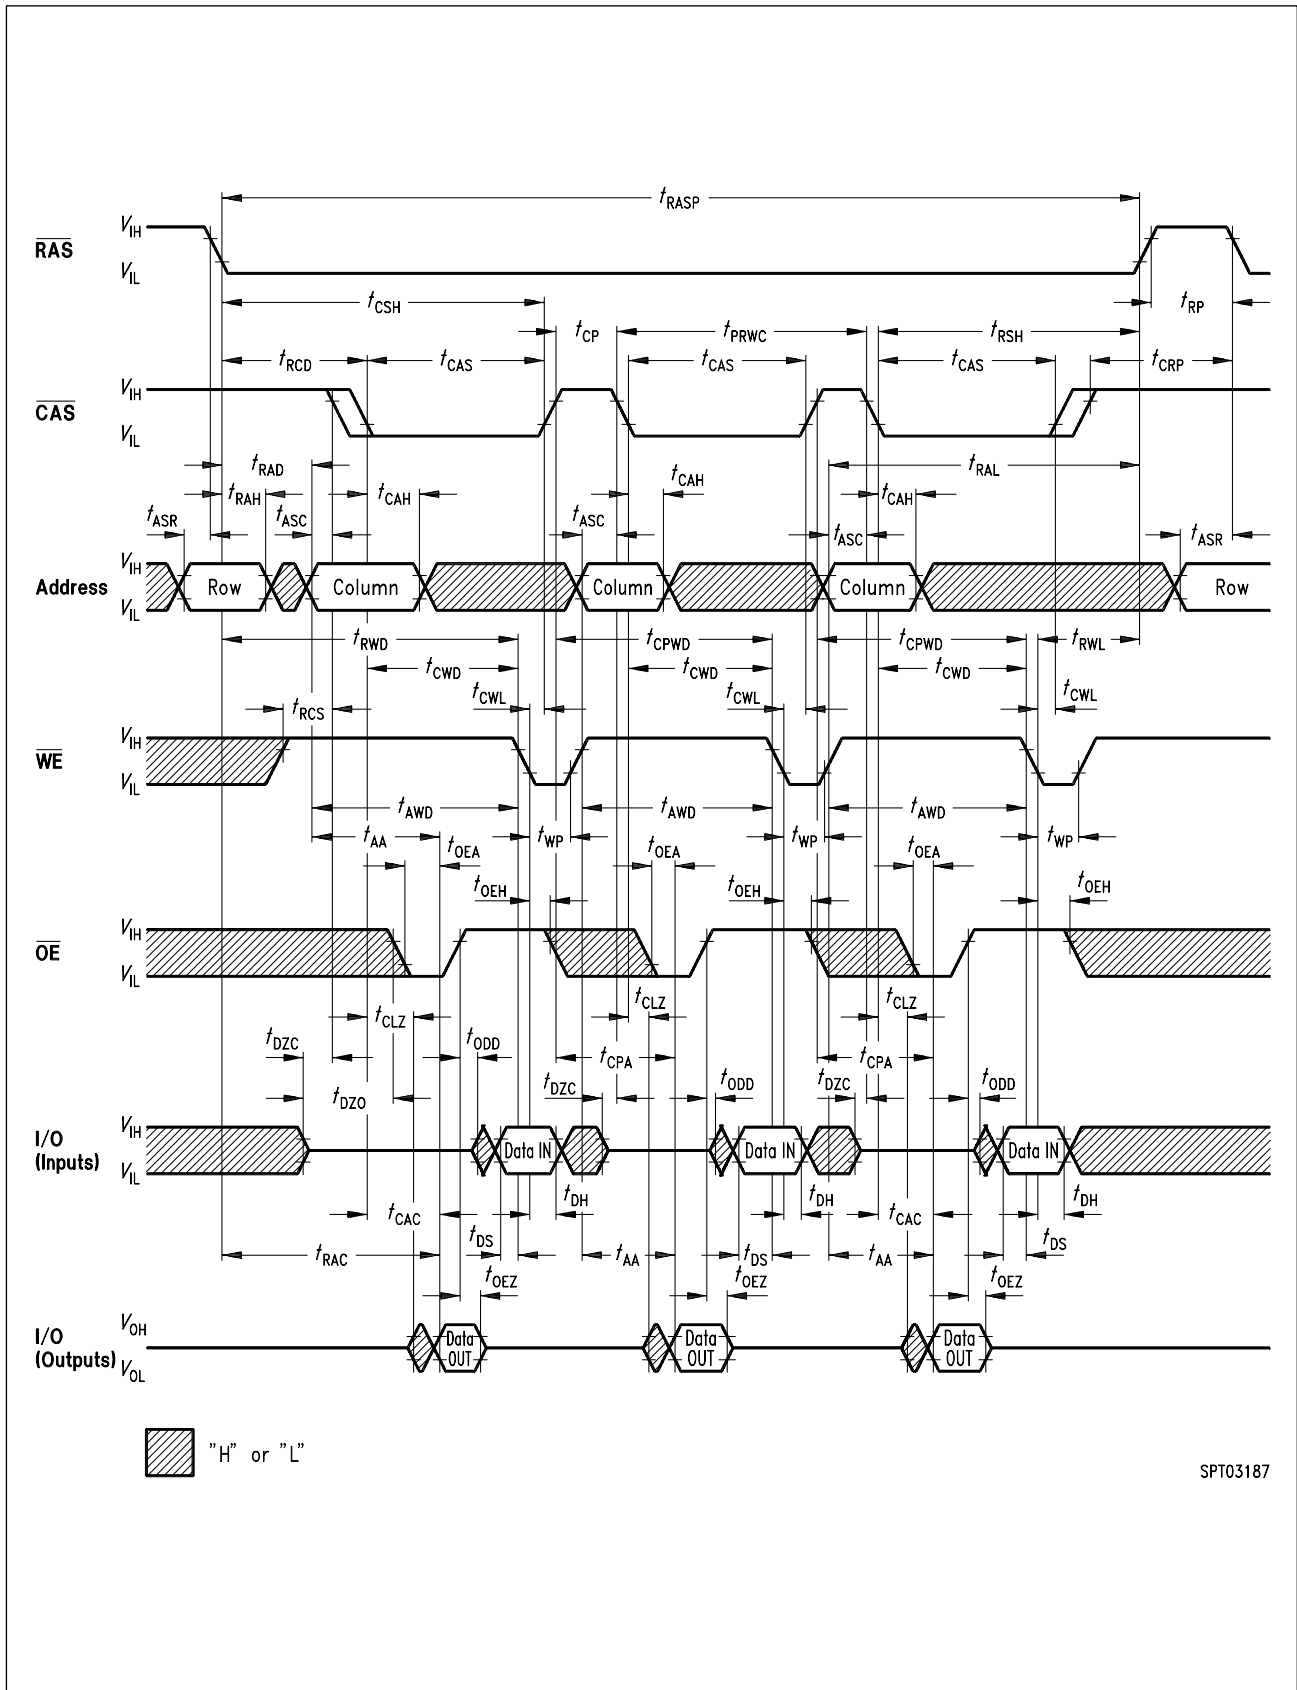 tRASP
VIH
RAS
VIL
tCSH
tRP
tCP
tPRWC
tRSH
tRCD
tCAS
tCAS
tCAS
tCRP
VIH
CAS
VIL
tRAD
tRAL
tRAH
tCAH
tCAH
tCAH
tASR
tASC
tASC
tASC
tASR
VIH
Address
Row
Column
Column
Column
Row
VIL
tRWD
tCPWD
tCPWD
tRWL
tCWD
tCWD
tCWD
tRCS
tCWL
tCWL
tCWL
VIH
WE
VIL
tAWD
tAWD
tAWD
tAA
tWP
tWP
tWP
tOEA
tOEA
tOEA
tOEH
tOEH
tOEH
VIH
OE
VIL
tCLZ
tCLZ
tCLZ
tDZC
tODD
tCPA
tCPA
tDZO
tDZC
tODD
tDZC
tODD
VIH
I/O
(Inputs)
Data IN
Data IN
Data IN
VIL
tDH
tDH
tDH
tCAC
tCAC
tDS
tDS
tDS
tRAC
tAA
tAA
tOEZ
tOEZ
tOEZ
VOH
I/O
(Outputs)
Data
OUT
Data
OUT
Data
OUT
VOL
"H" or "L"
SPT03187